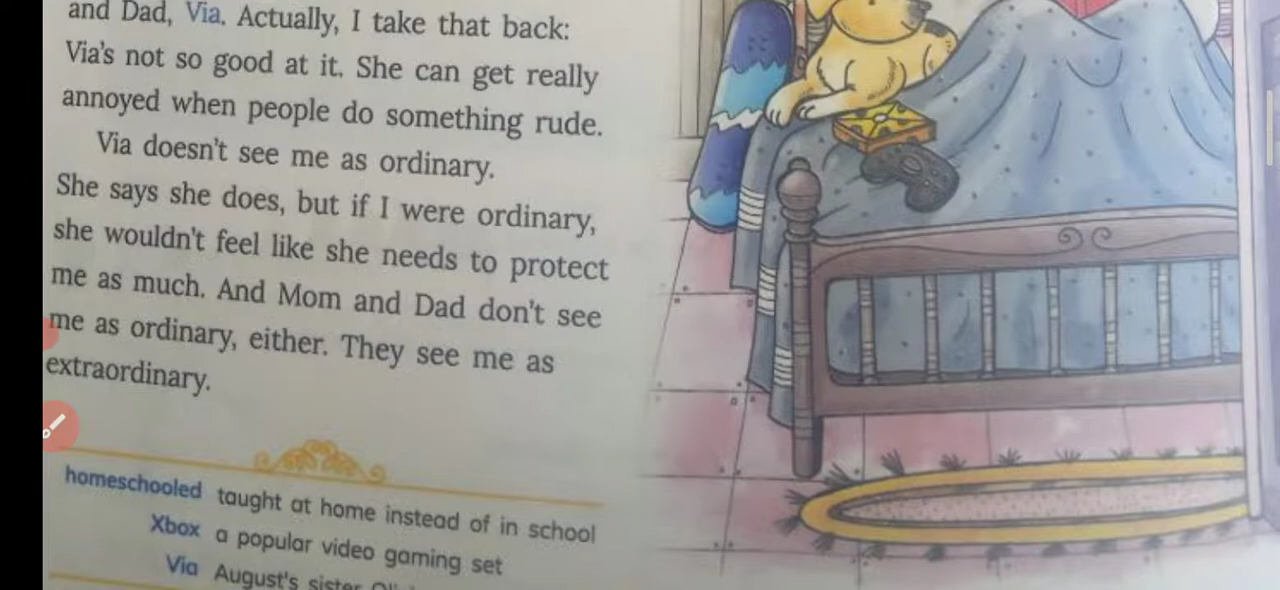 and Dad, Via. Actually, I take that back:
Via's not so good at it. She can get really
annoyed when people do something rude.
Via doesn't see me as ordinary.
She says she does, but if I were ordinary,
she wouldn't feel like she needs to protect
me as much. And Mom and Dad don't see
me as ordinary, either. They see me as
extraordinary.
homeschooled taught at home instead of in school
Xbox a popular video gaming set
Via August's sister